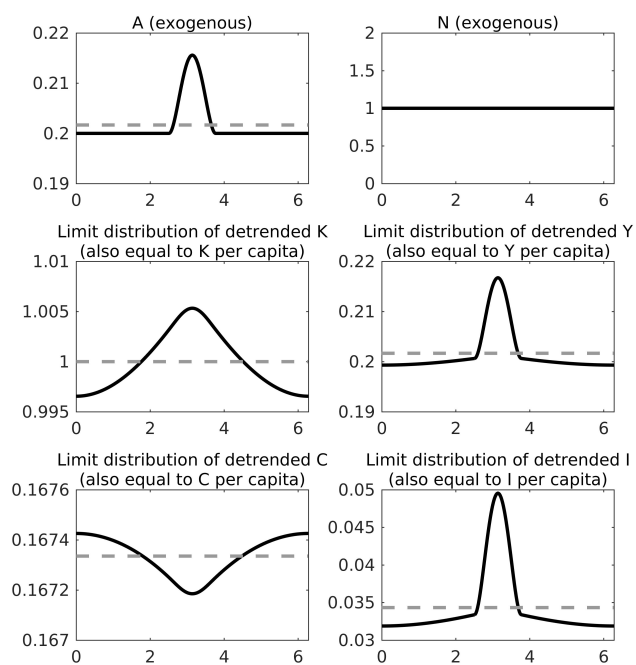 A (exogenous)
0.22
0.21
0.2
0.19
0 2 4 6
N (exogenous)
2
1.5
1
0.5
0
0 2 4 6
Limit distribution of detrended K
(also equal to K per capita)
1.01
1.005
1
0.995
0 2 4 6
Limit distribution of detrended Y
(also equal to Y per capita)
0.22
0.21
0.2
0.19
0 2 4 6
Limit distribution of detrended C
(also equal to C per capita)
0.1676
0.1674
0.1672
0.167
0 2 4 6
Limit distribution of detrended I
(also equal to I per capita)
0.05
0.045
0.04
0.035
0.03
0 2 4 6